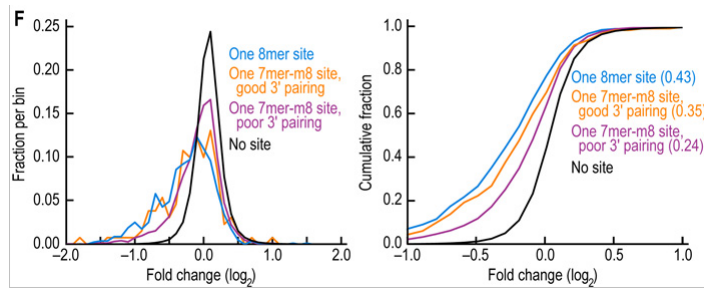 F
Fraction per bin
0.25
0.20
0.15
0.10
0.05
0.00
−2.0
−1.0
0.0
1.0
2.0
Fold change (log2)
One 8mer site
One 7mer-m8 site,
good 3' pairing
One 7mer-m8 site,
poor 3' pairing
No site
Cumulative fraction
1.0
0.8
0.6
0.4
0.2
0.0
−1.0
−0.5
0.0
0.5
1.0
Fold change (log2)
One 8mer site (0.43)
One 7mer-m8 site,
good 3' pairing (0.35)
One 7mer-m8 site,
poor 3' pairing (0.24)
No site